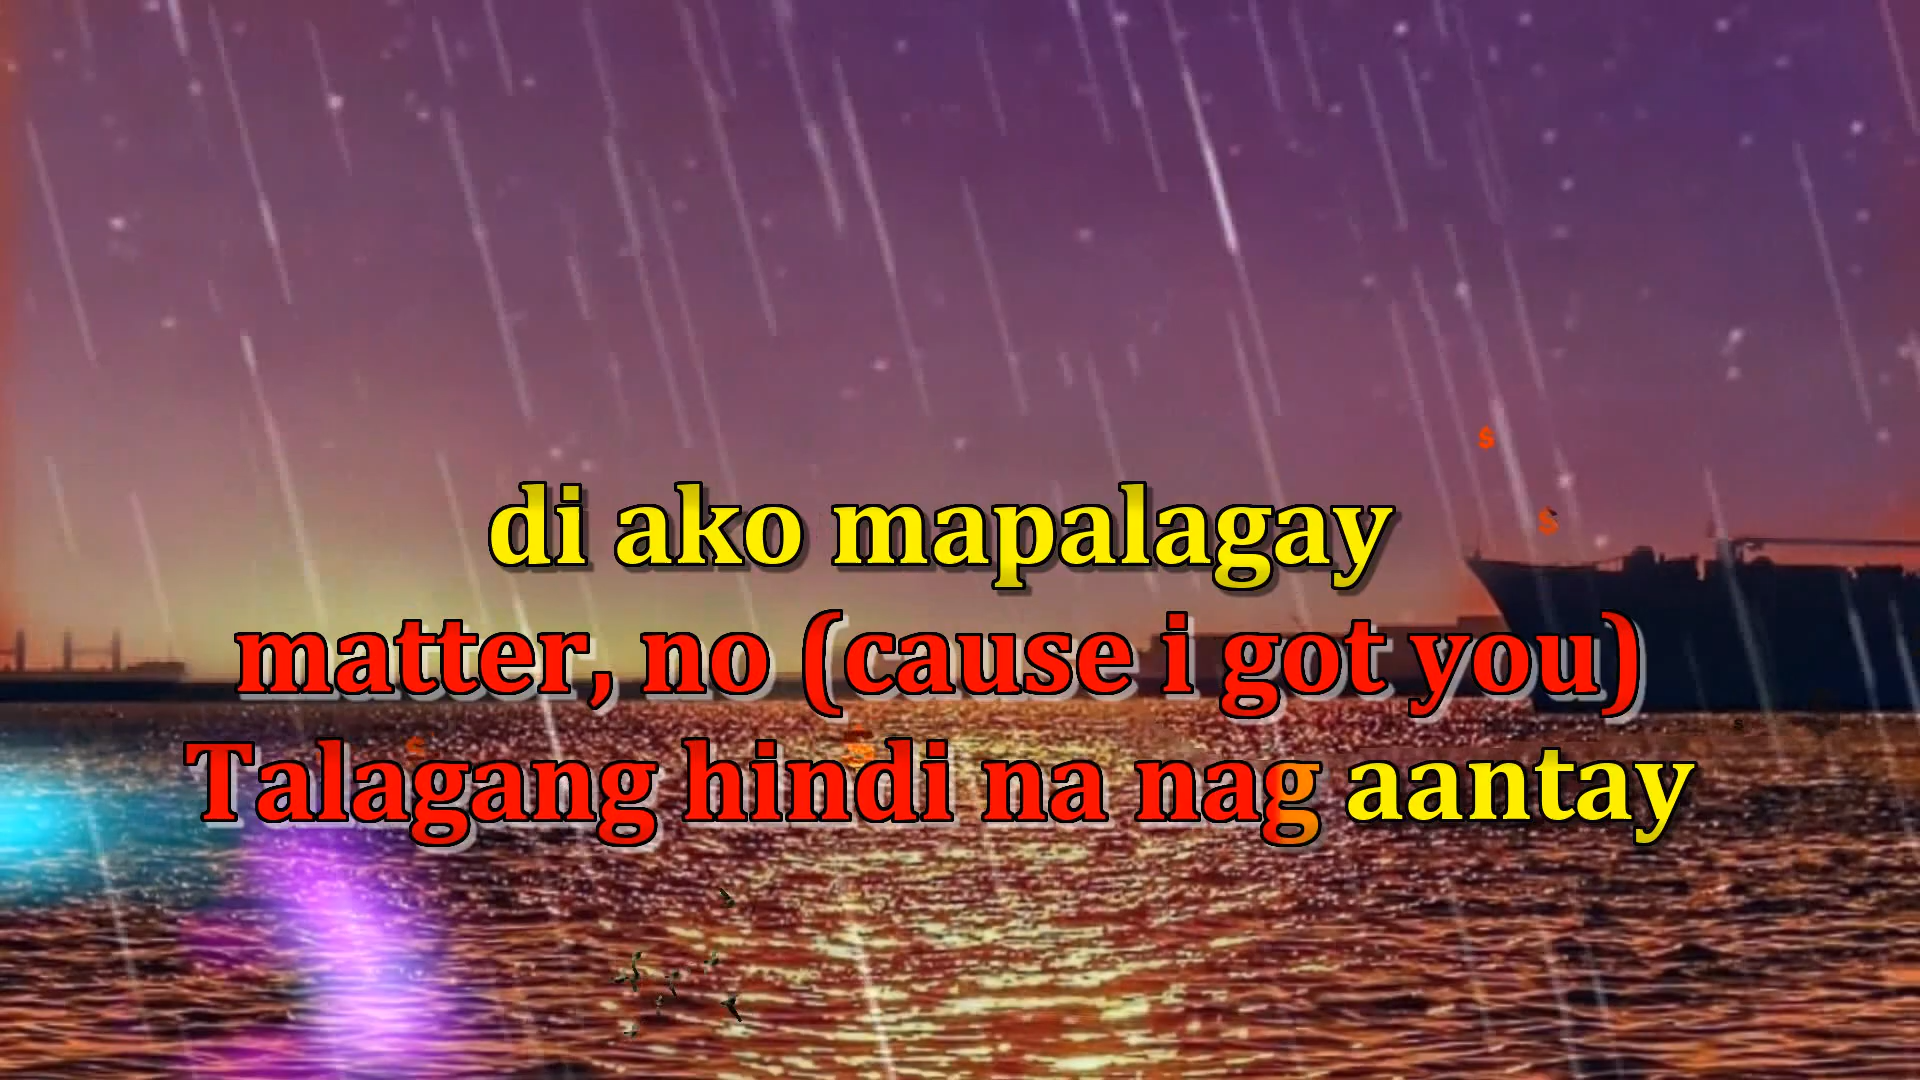 di ako mapalagay
matter, no (cause i got you)
Talagang hindi na nag aantay